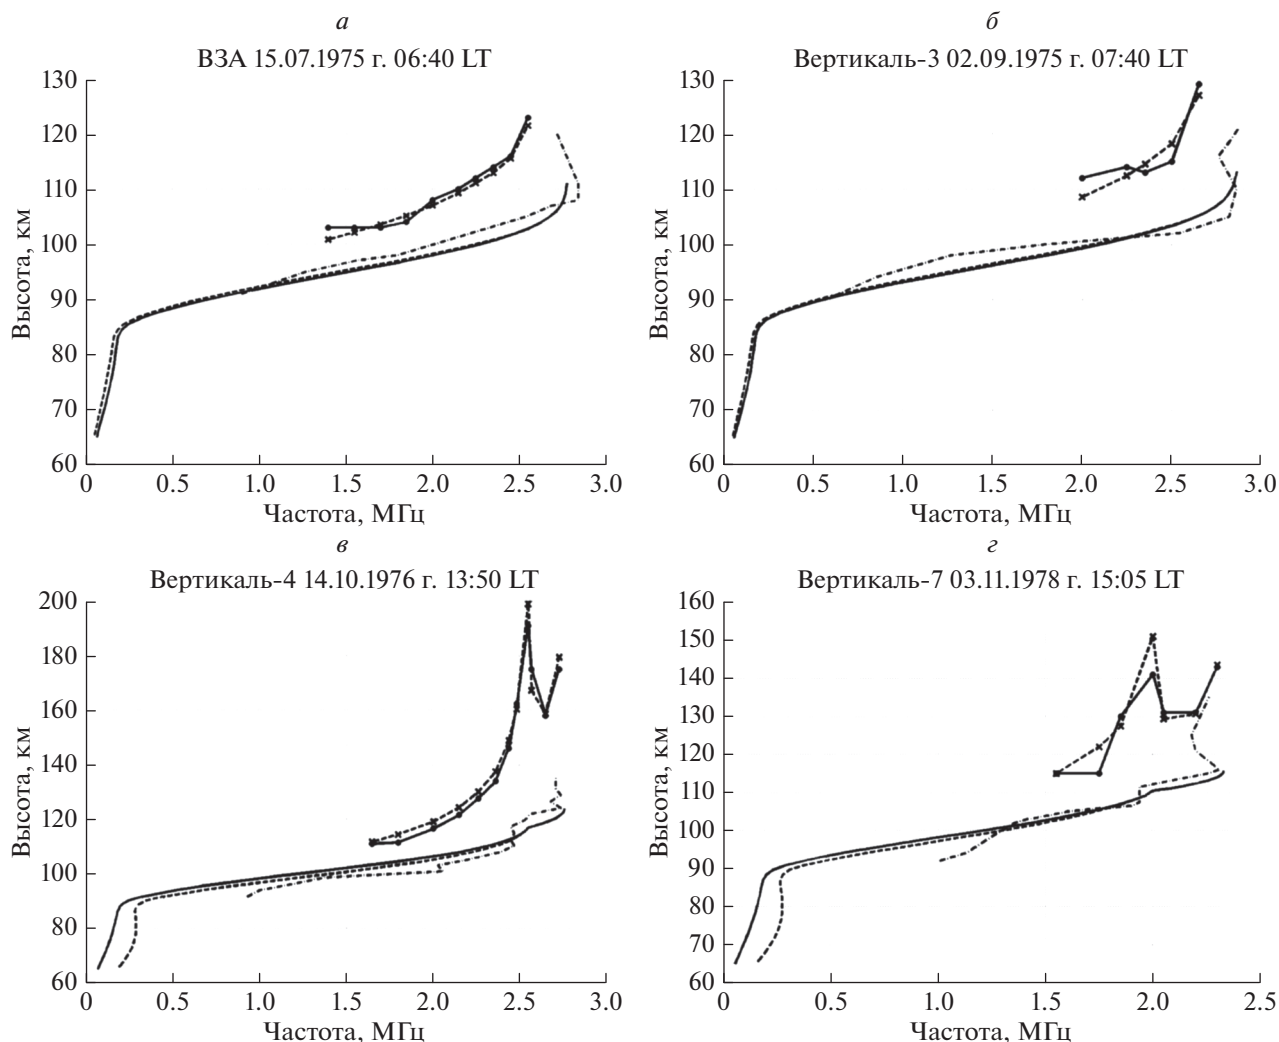 а
ВЗА 15.07.1975 г. 06:40 LT
130
120
110
100
90
80
70
60
Высота, км
0 0.5 1.0 1.5 2.0 2.5 3.0
Частота, МГц
б
Вертикаль-3 02.09.1975 г. 07:40 LT
130
120
110
100
90
80
70
60
Высота, км
0 0.5 1.0 1.5 2.0 2.5 3.0
Частота, МГц
в
Вертикаль-4 14.10.1976 г. 13:50 LT
200
180
160
140
120
100
80
60
Высота, км
0 0.5 1.0 1.5 2.0 2.5 3.0
Частота, МГц
г
Вертикаль-7 03.11.1978 г. 15:05 LT
160
150
140
130
120
110
100
90
80
70
60
Высота, км
0 0.5 1.0 1.5 2.0 2.5
Частота, МГц